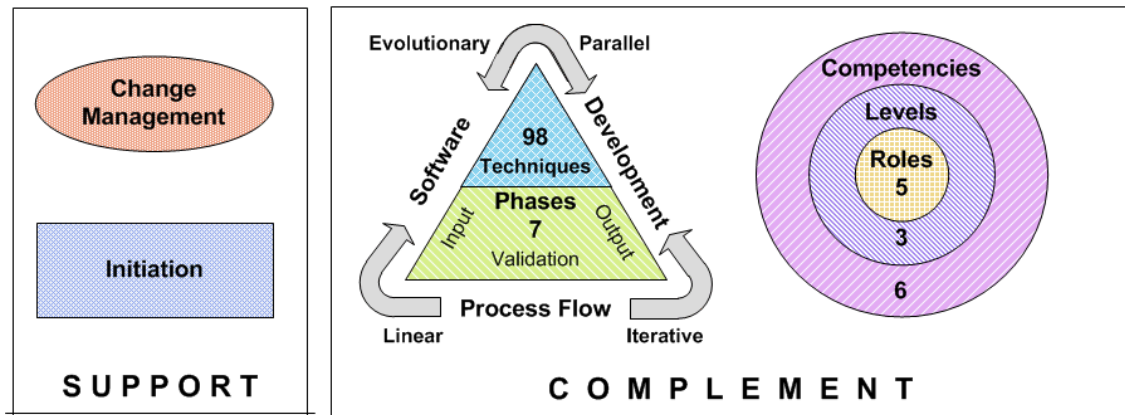 Change
Management
Initiation
SUPPORT
Evolutionary
Parallel
Software
Development
98
Techniques
Phases
7
Input
Validation
Output
Process Flow
Linear
Iterative
Competencies
Levels
Roles
5
3
6
COMPLEMENT